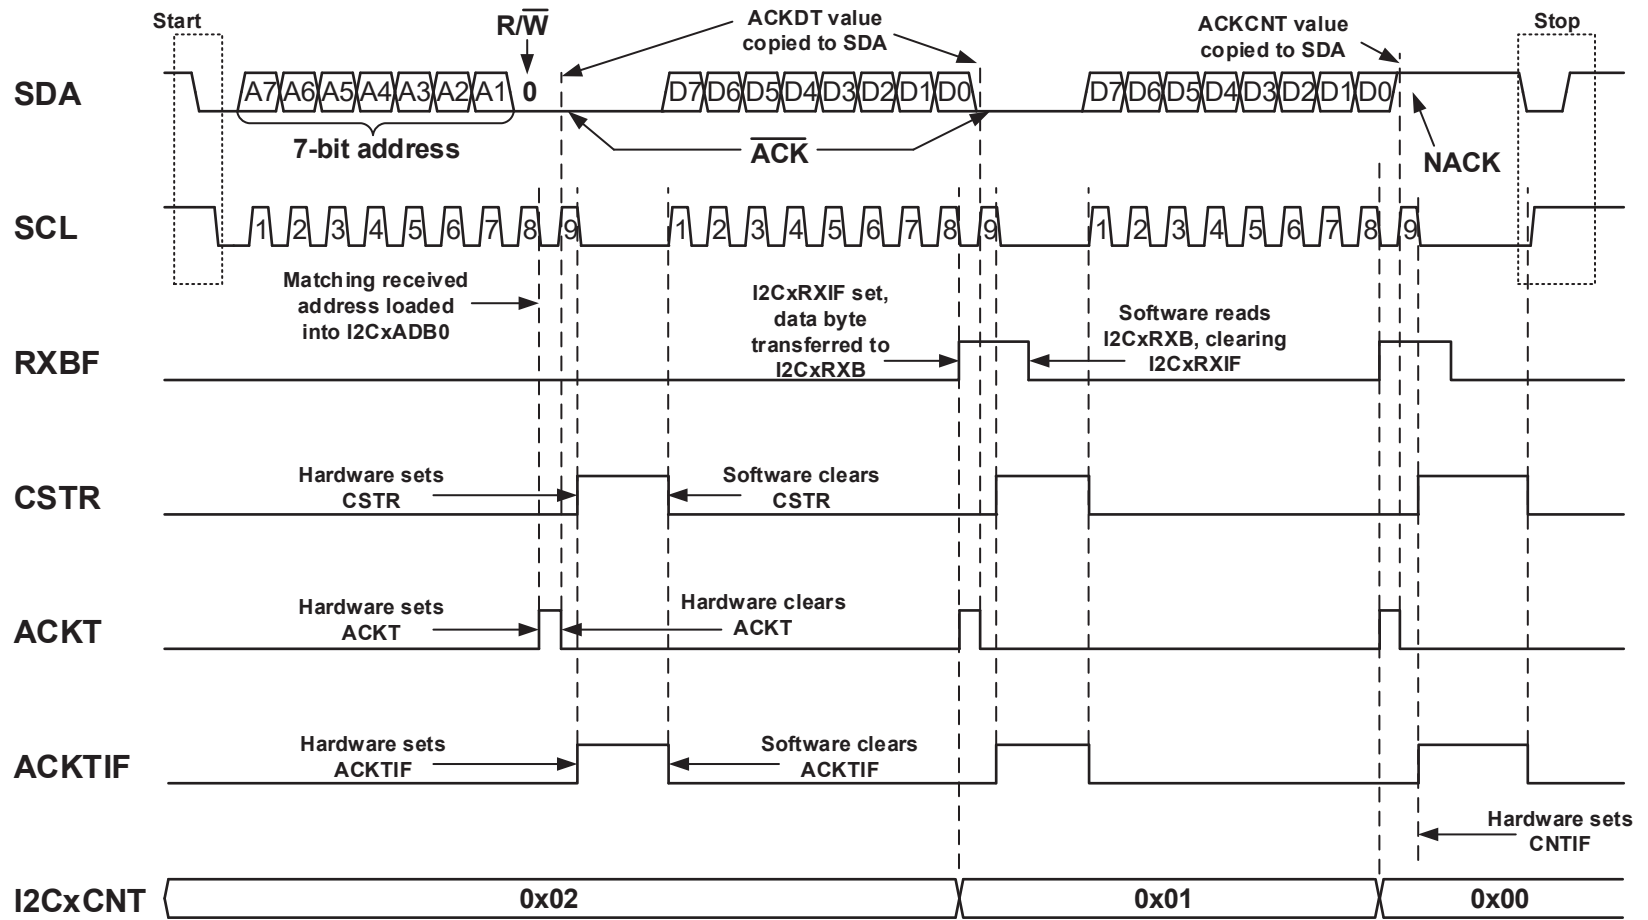 Start
R/W̅
ACKDT value
copied to SDA
ACKCNT value
copied to SDA
Stop
SDA
A7 A6 A5 A4 A3 A2 A1 0
D7 D6 D5 D4 D3 D2 D1 D0
D7 D6 D5 D4 D3 D2 D1 D0
7-bit address
A̅C̅K̅
NACK
SCL
1 2 3 4 5 6 7 8 9
1 2 3 4 5 6 7 8 9
1 2 3 4 5 6 7 8 9
Matching received
address loaded
into I2CxADB0
I2CxRXIF set,
data byte
transferred to
I2CxRXB
Software reads
I2CxRXB, clearing
I2CxRXIF
RXBF
CSTR
Hardware sets
CSTR
Software clears
CSTR
ACKT
Hardware sets
ACKT
Hardware clears
ACKT
ACKTIF
Hardware sets
ACKTIF
Software clears
ACKTIF
Hardware sets
CNTIF
I2CxCNT
0x02
0x01
0x00